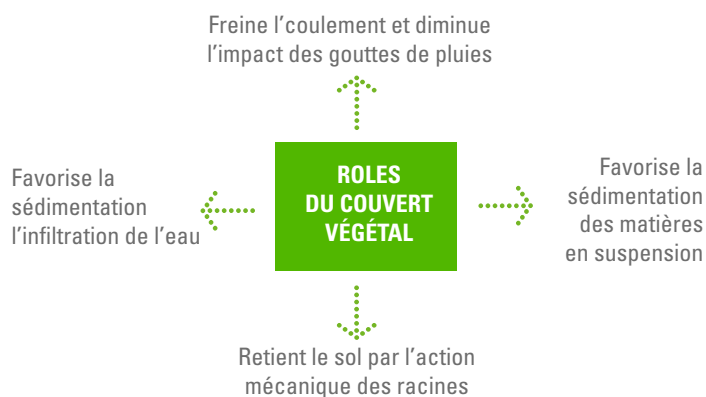 Freine l'coulement et diminue
l'impact des gouttes de pluies
Favorise la
sédimentation
l'infiltration de l'eau
ROLES
DU COUVERT
VÉGÉTAL
Favorise la
sédimentation
des matières
en suspension
Retient le sol par l'action
mécanique des racines